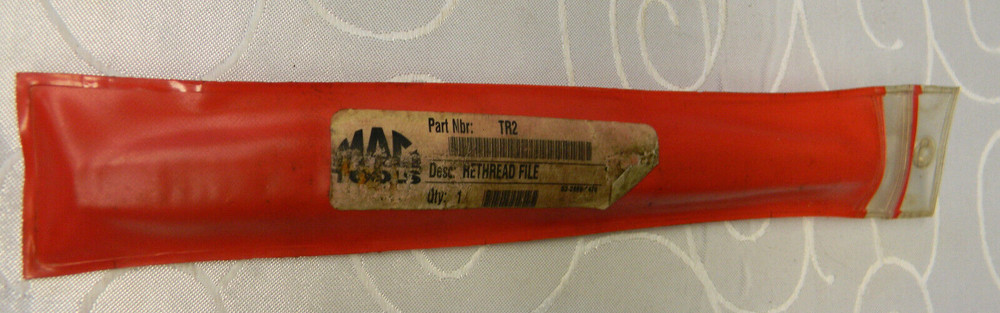 MAC
TOOLS
Part Nbr: TR2
Desc: RETHREAD FILE
Qty: 1